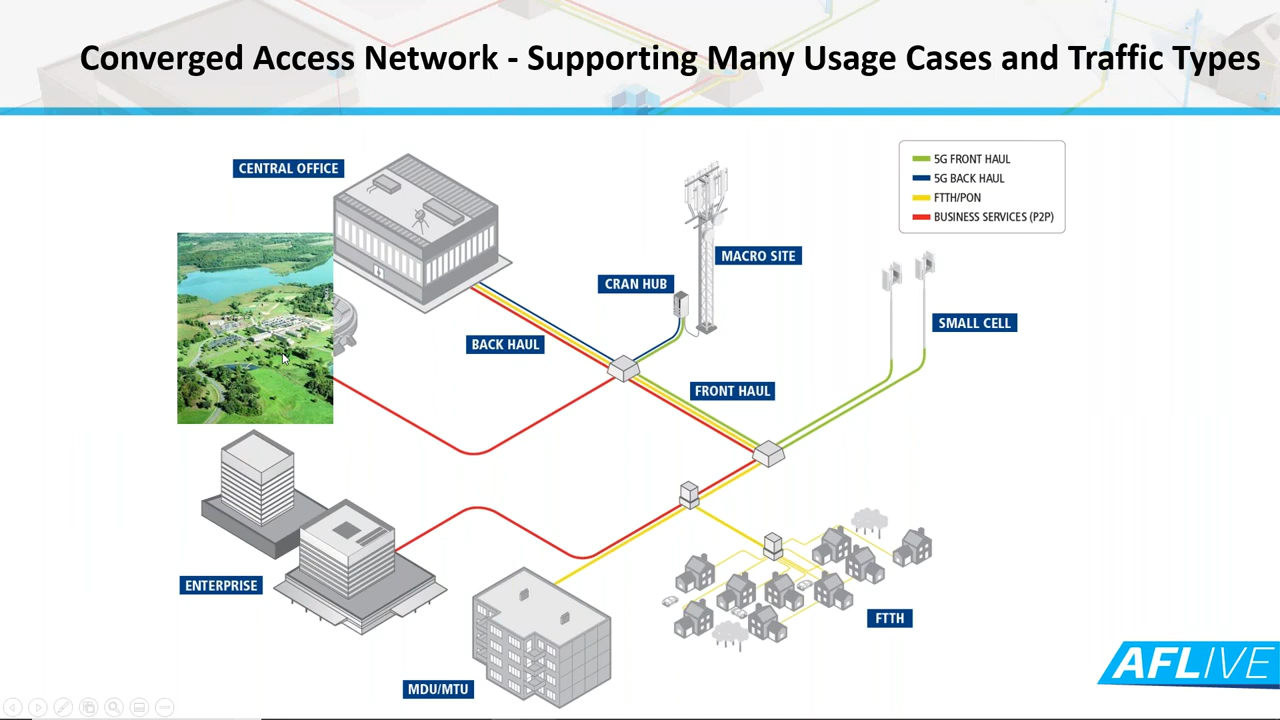 Converged Access Network - Supporting Many Usage Cases and Traffic Types
CENTRAL OFFICE
5G FRONT HAUL
5G BACK HAUL
FTTH/PON
BUSINESS SERVICES (P2P)
MACRO SITE
CRAN HUB
SMALL CELL
BACK HAUL
FRONT HAUL
ENTERPRISE
FTTH
MDU/MTU
AFLIVE